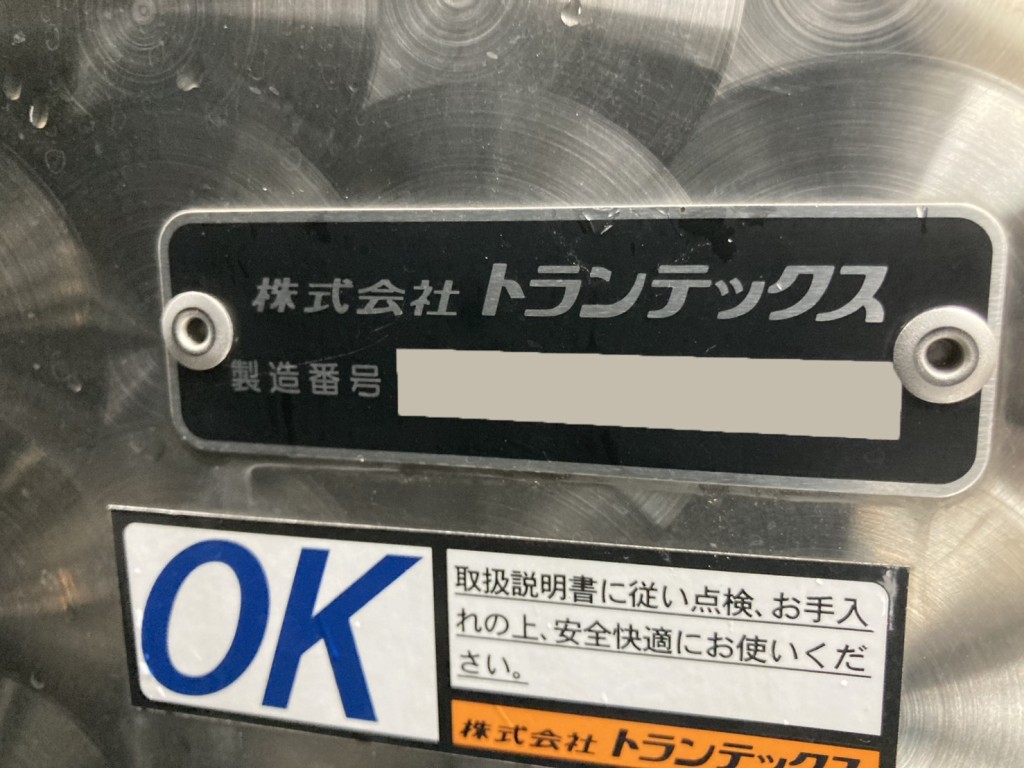 株式会社 トランテックス
製造番号
OK
取扱説明書に従い点検、お手入
れの上、安全快適にお使いくだ
さい。
株式会社 トランテックス